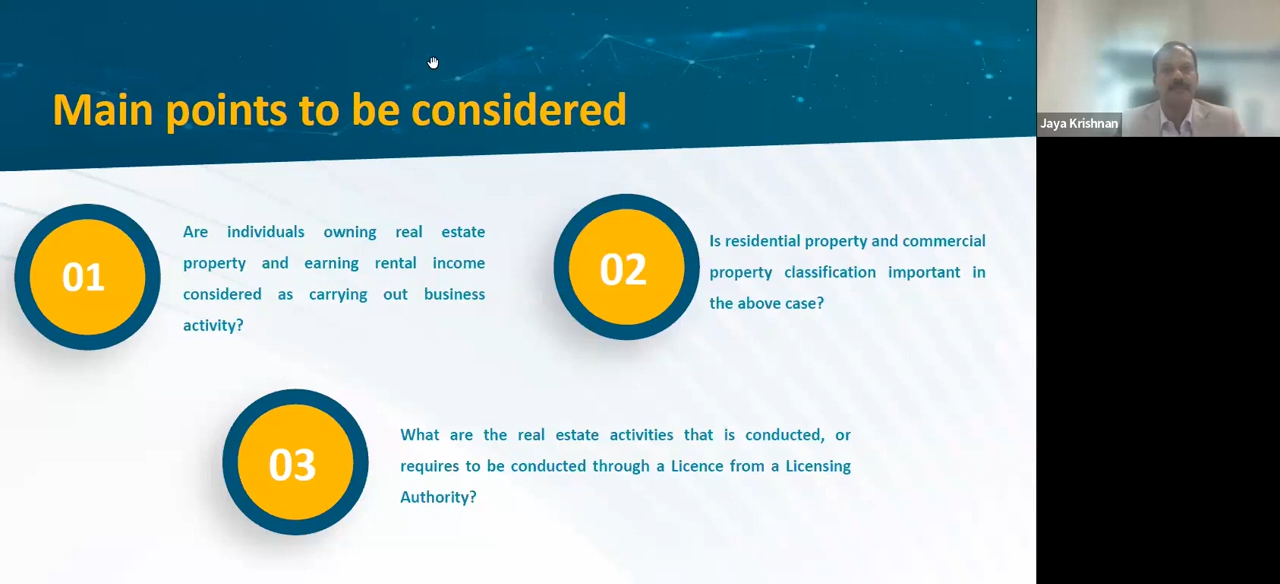 Main points to be considered
Jaya Krishnan
01
Are individuals owning real estate
property and earning rental income
considered as carrying out business
activity?
02
Is residential property and commercial
property classification important in
the above case?
03
What are the real estate activities that is conducted, or
requires to be conducted through a Licence from a Licensing
Authority?